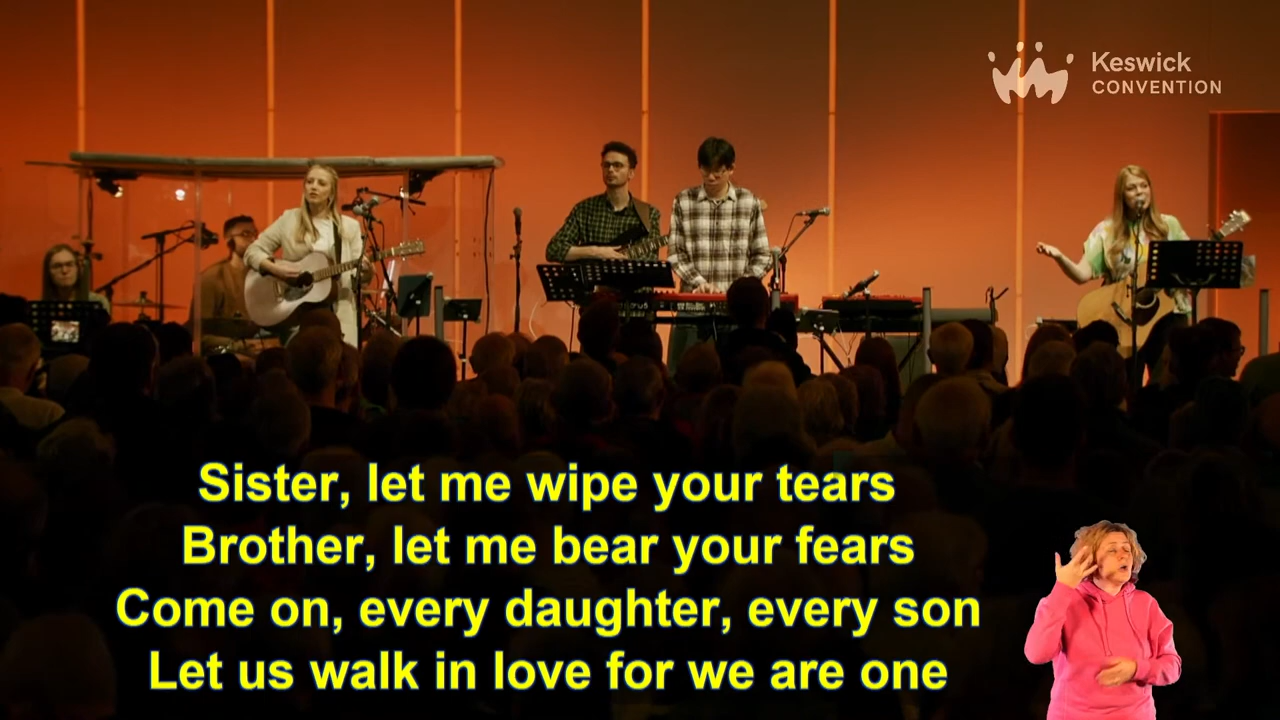 Keswick
CONVENTION
Sister, let me wipe your tears
Brother, let me bear your fears
Come on, every daughter, every son
Let us walk in love for we are one